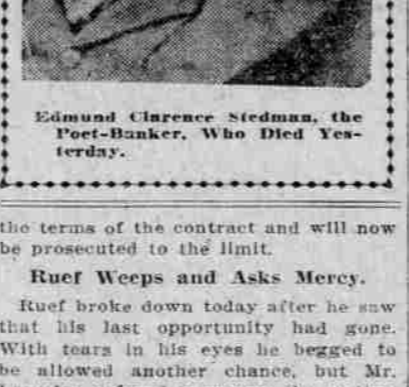 Edmund Clarence Stedman, the
Poet-Banker, Who Died Yes-
terday.
the terms of the contract and will now
be prosecuted to the limit.
Ruef Weeps and Asks Mercy.
Ruef broke down today after he saw
that his last opportunity had gone.
With tears in his eyes he begged to
be allowed another chance, but Mr.